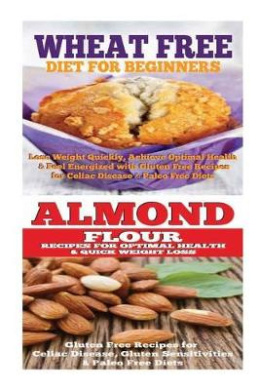 WHEAT FREE
DIET FOR BEGINNERS
Lose Weight Quickly, Achieve Optimal Health
& Feel Energized with Gluten Free Recipes
for Celiac Disease & Paleo Free Diets
ALMOND
FLOUR
RECIPES FOR OPTIMAL HEALTH
& QUICK WEIGHT LOSS
Gluten Free Recipes for
Celiac Disease, Gluten Sensitivities
& Paleo Free Diets